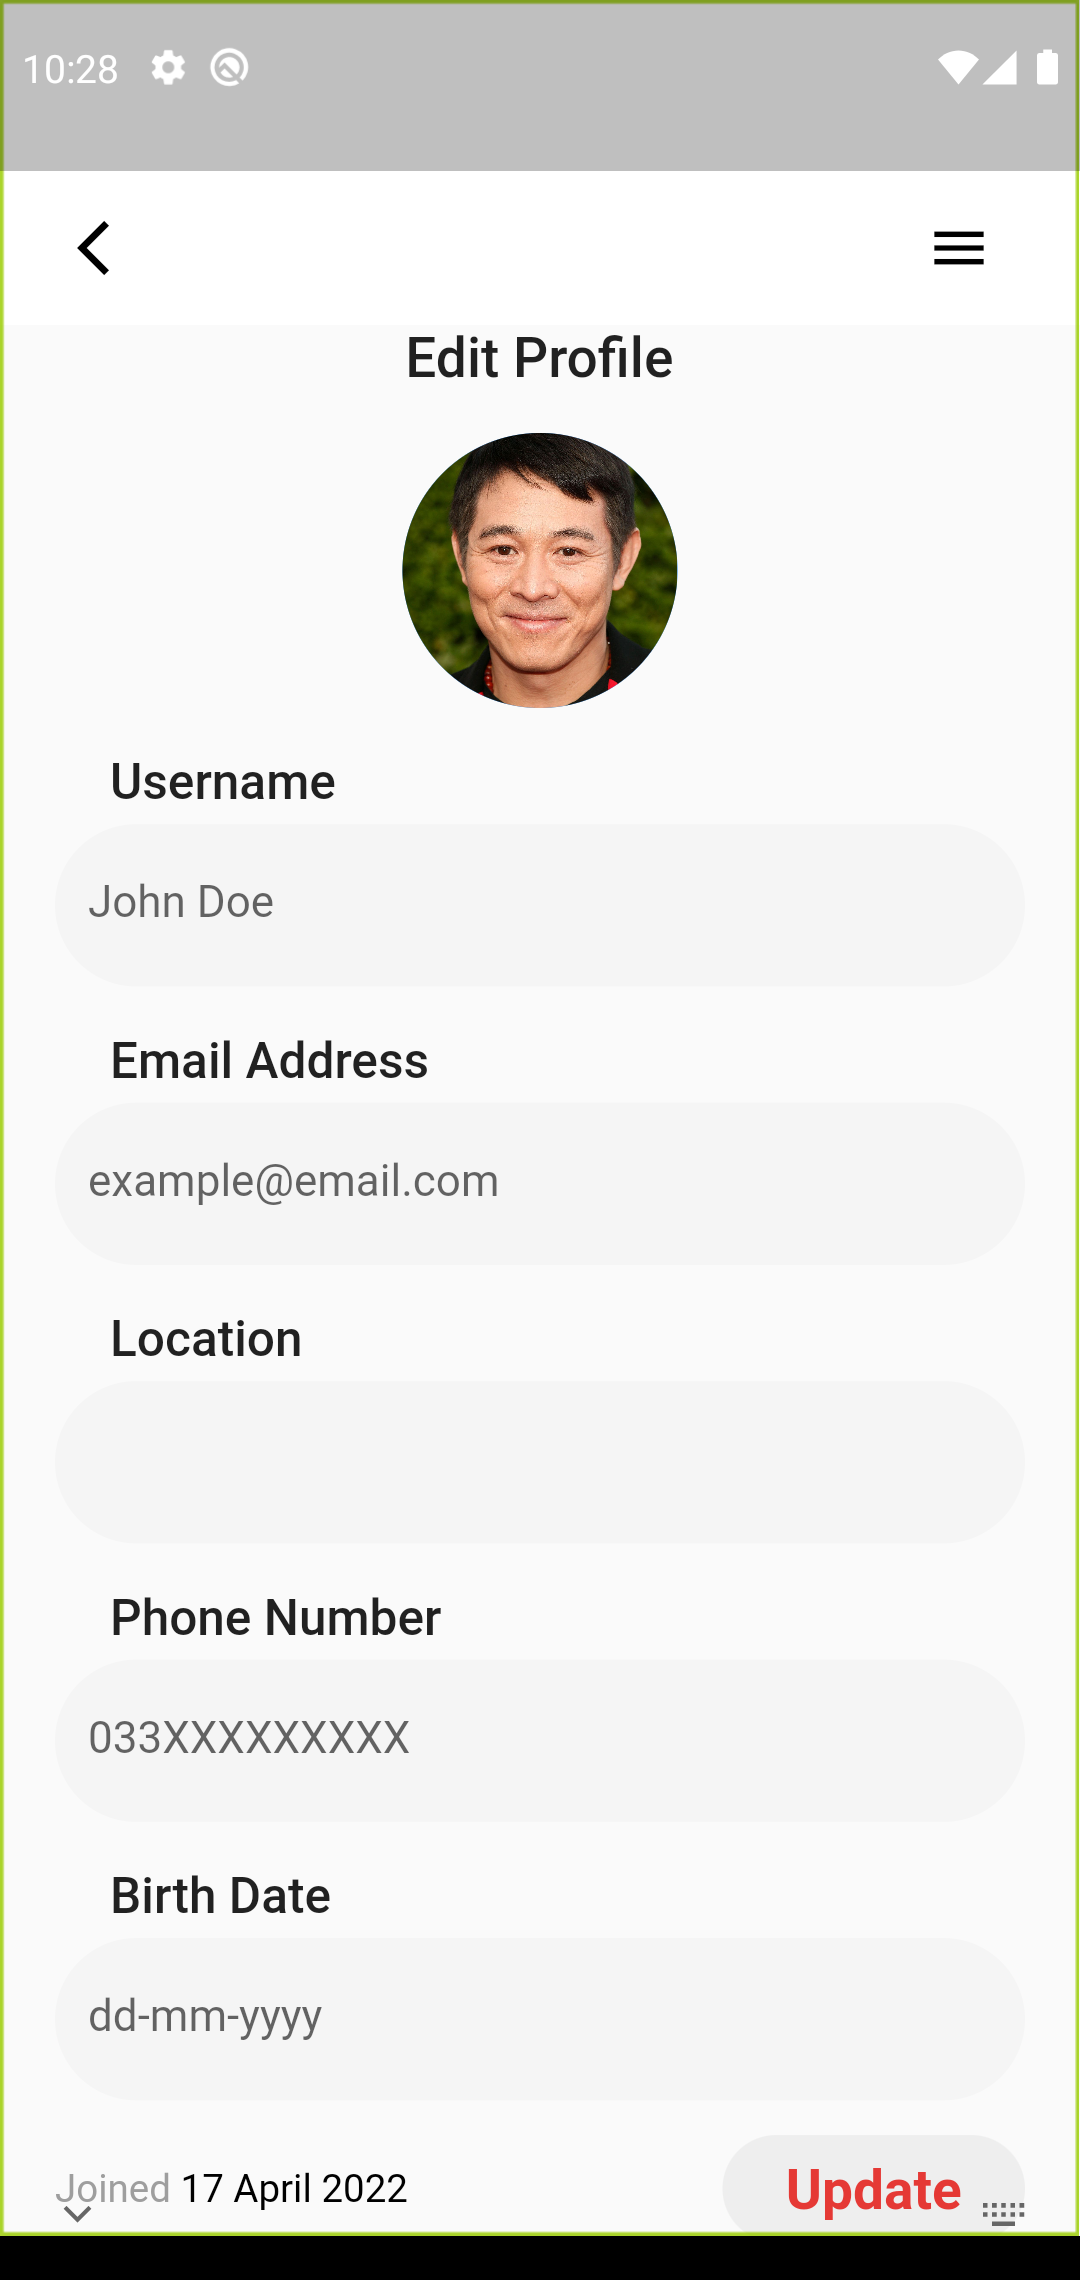 10:28
Edit Profile
Username
John Doe
Email Address
example@email.com
Location
Phone Number
033XXXXXXXXX
Birth Date
dd-mm-yyyy
Joined 17 April 2022
Update